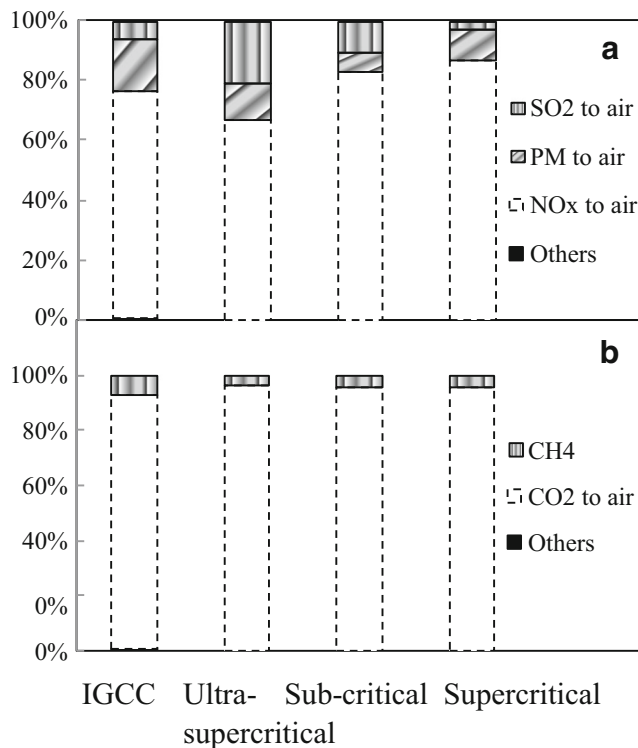 100%
a
80%
SO2 to air
60%
PM to air
40%
NOx to air
20%
Others
0%
b
100%
80%
CH4
60%
CO2 to air
40%
Others
0%
0%
IGCC Ultra- Sub-critical Supercritical
supercritical